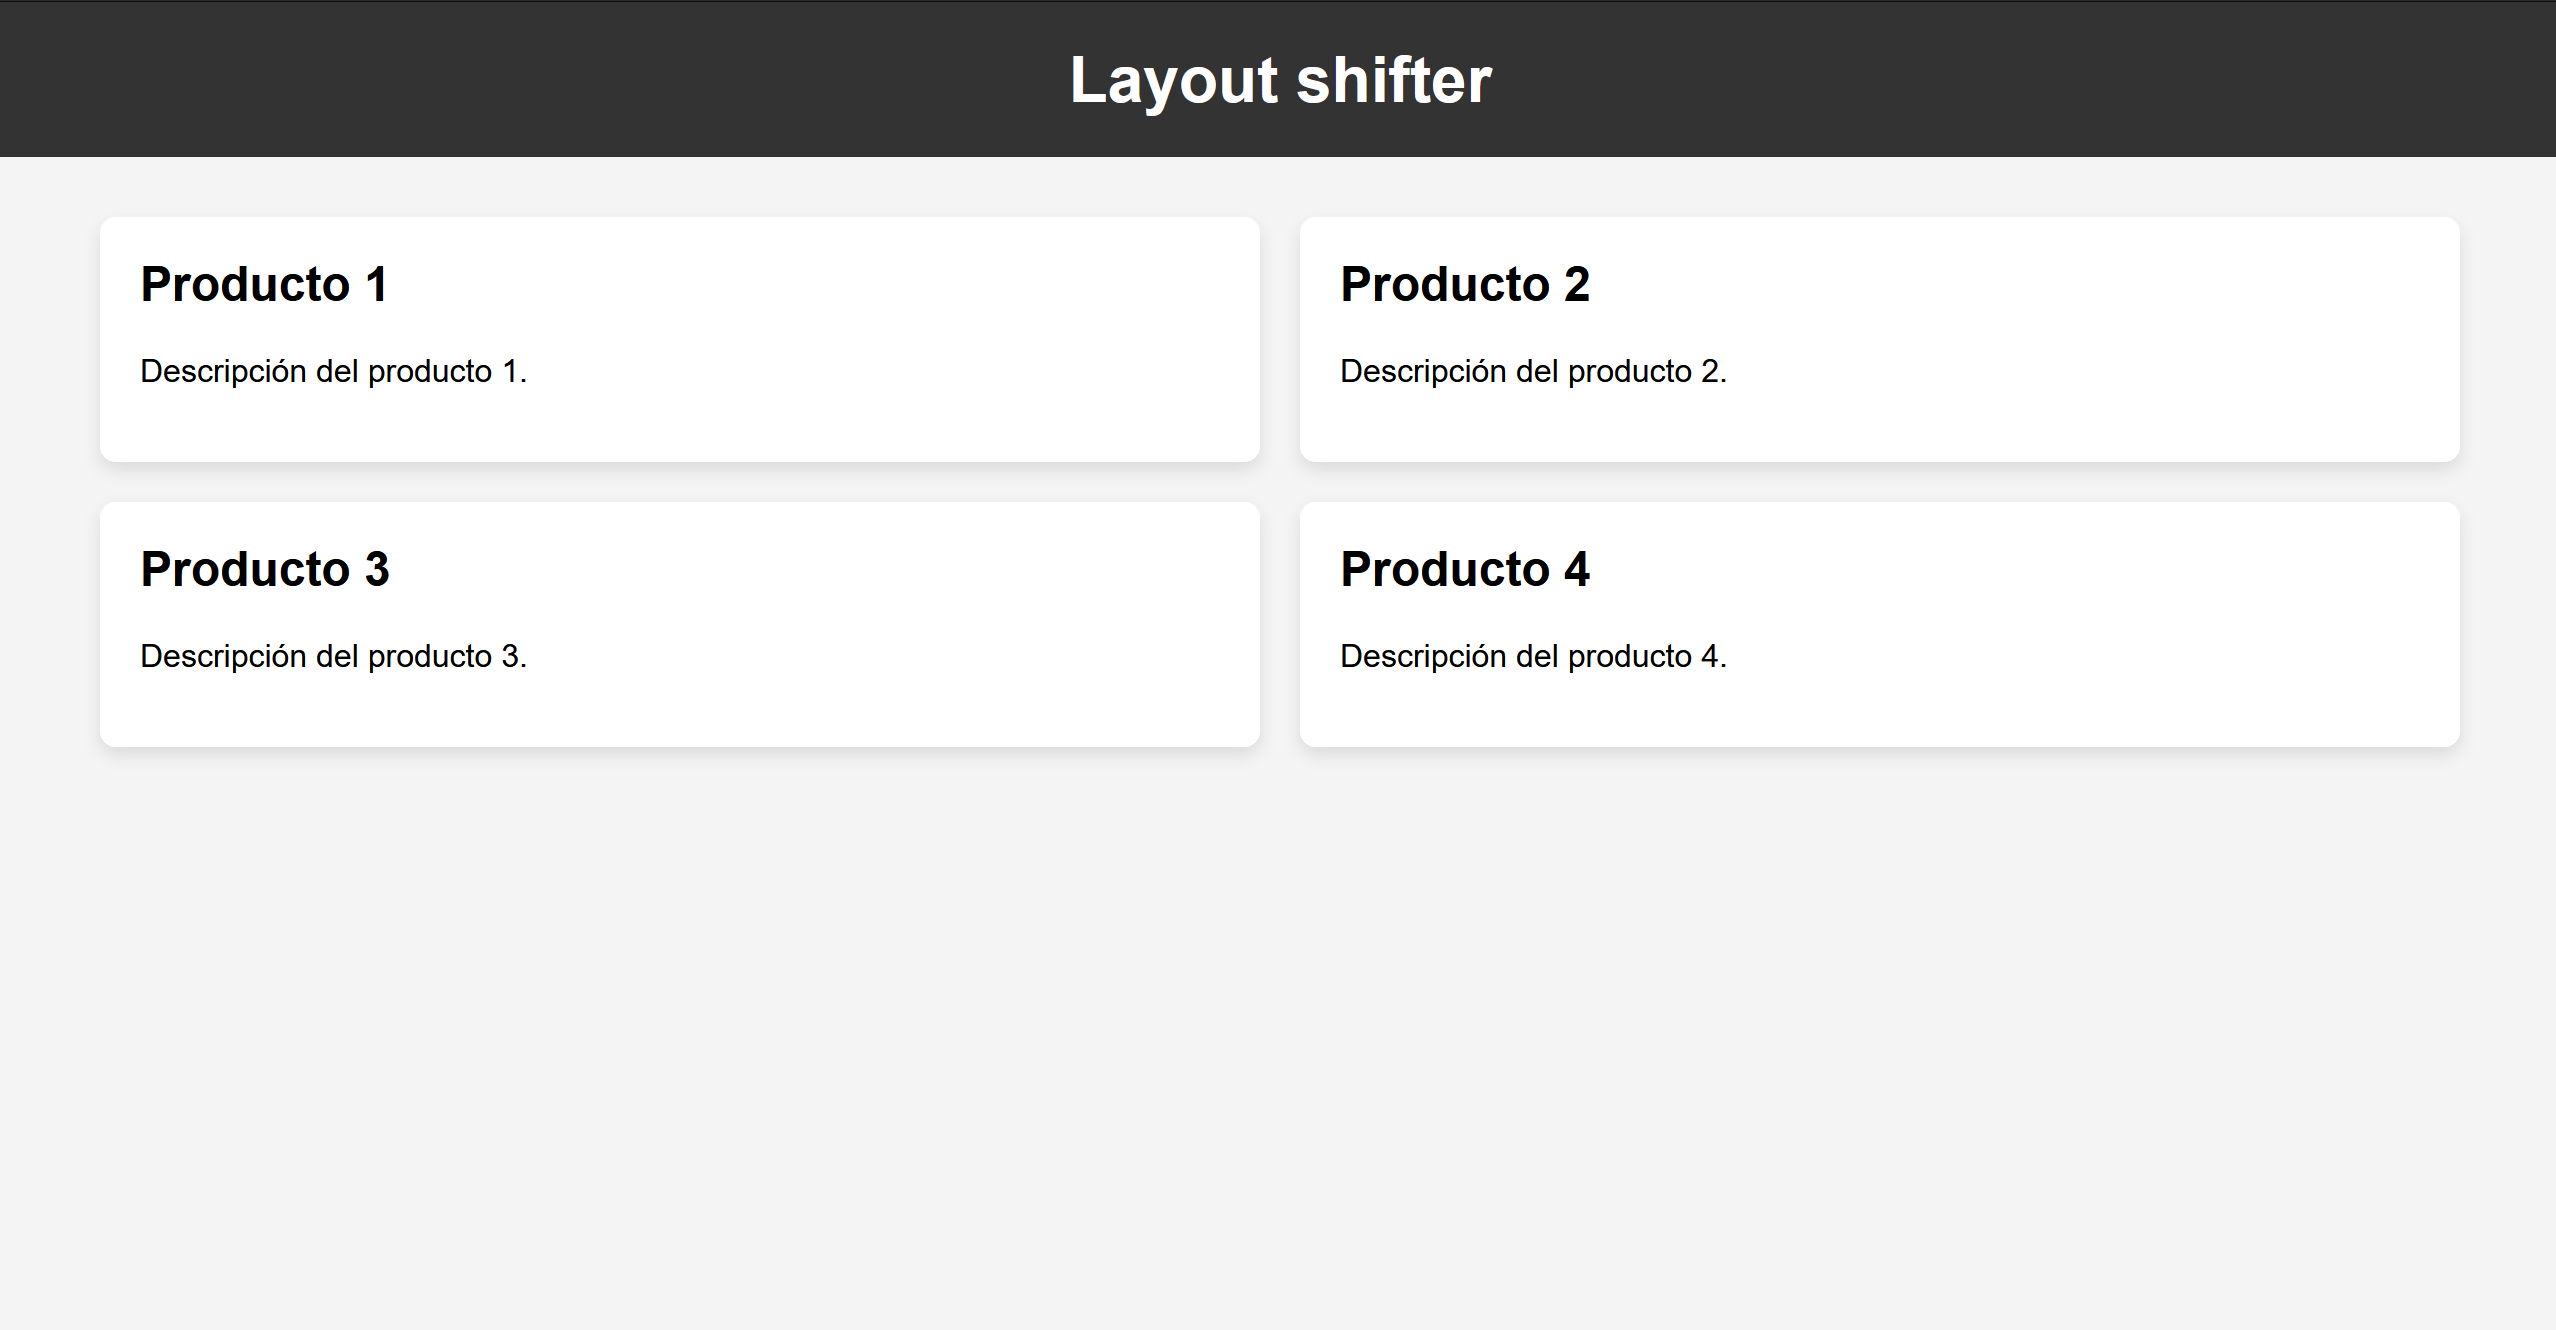 Layout shifter
Producto 1
Descripción del producto 1.
Producto 2
Descripción del producto 2.
Producto 3
Descripción del producto 3.
Producto 4
Descripción del producto 4.